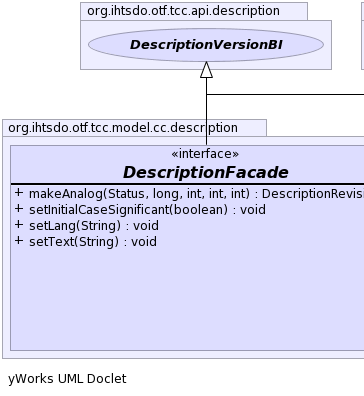 org.ihtsdo.otf.tcc.api.description
DescriptionVersionBI
org.ihtsdo.otf.tcc.model.cc.description
«interface»
DescriptionFacade
+ makeAnalog(Status, long, int, int, int) : DescriptionRevis
+ setInitialCaseSignificant(boolean) : void
+ setLang(String) : void
+ setText(String) : void
yWorks UML Doclet